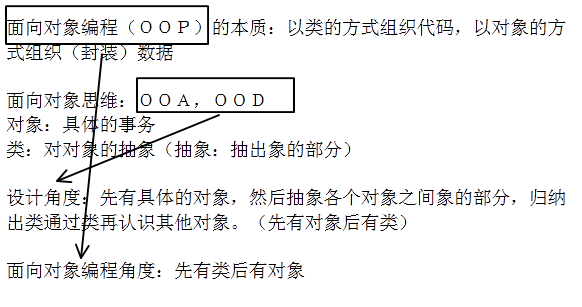 面向对象编程（ＯＯＰ）的本质：以类的方式组织代码，以对象的方
式组织（封装）数据
面向对象思维：ＯＯＡ，ＯＯＤ
对象：具体的事务
类：对对象的抽象（抽象：抽出象的部分）
设计角度：先有具体的对象，然后抽象各个对象之间象的部分，归纳
出类通过类再认识其他对象。（先有对象后有类）
面向对象编程角度：先有类后有对象